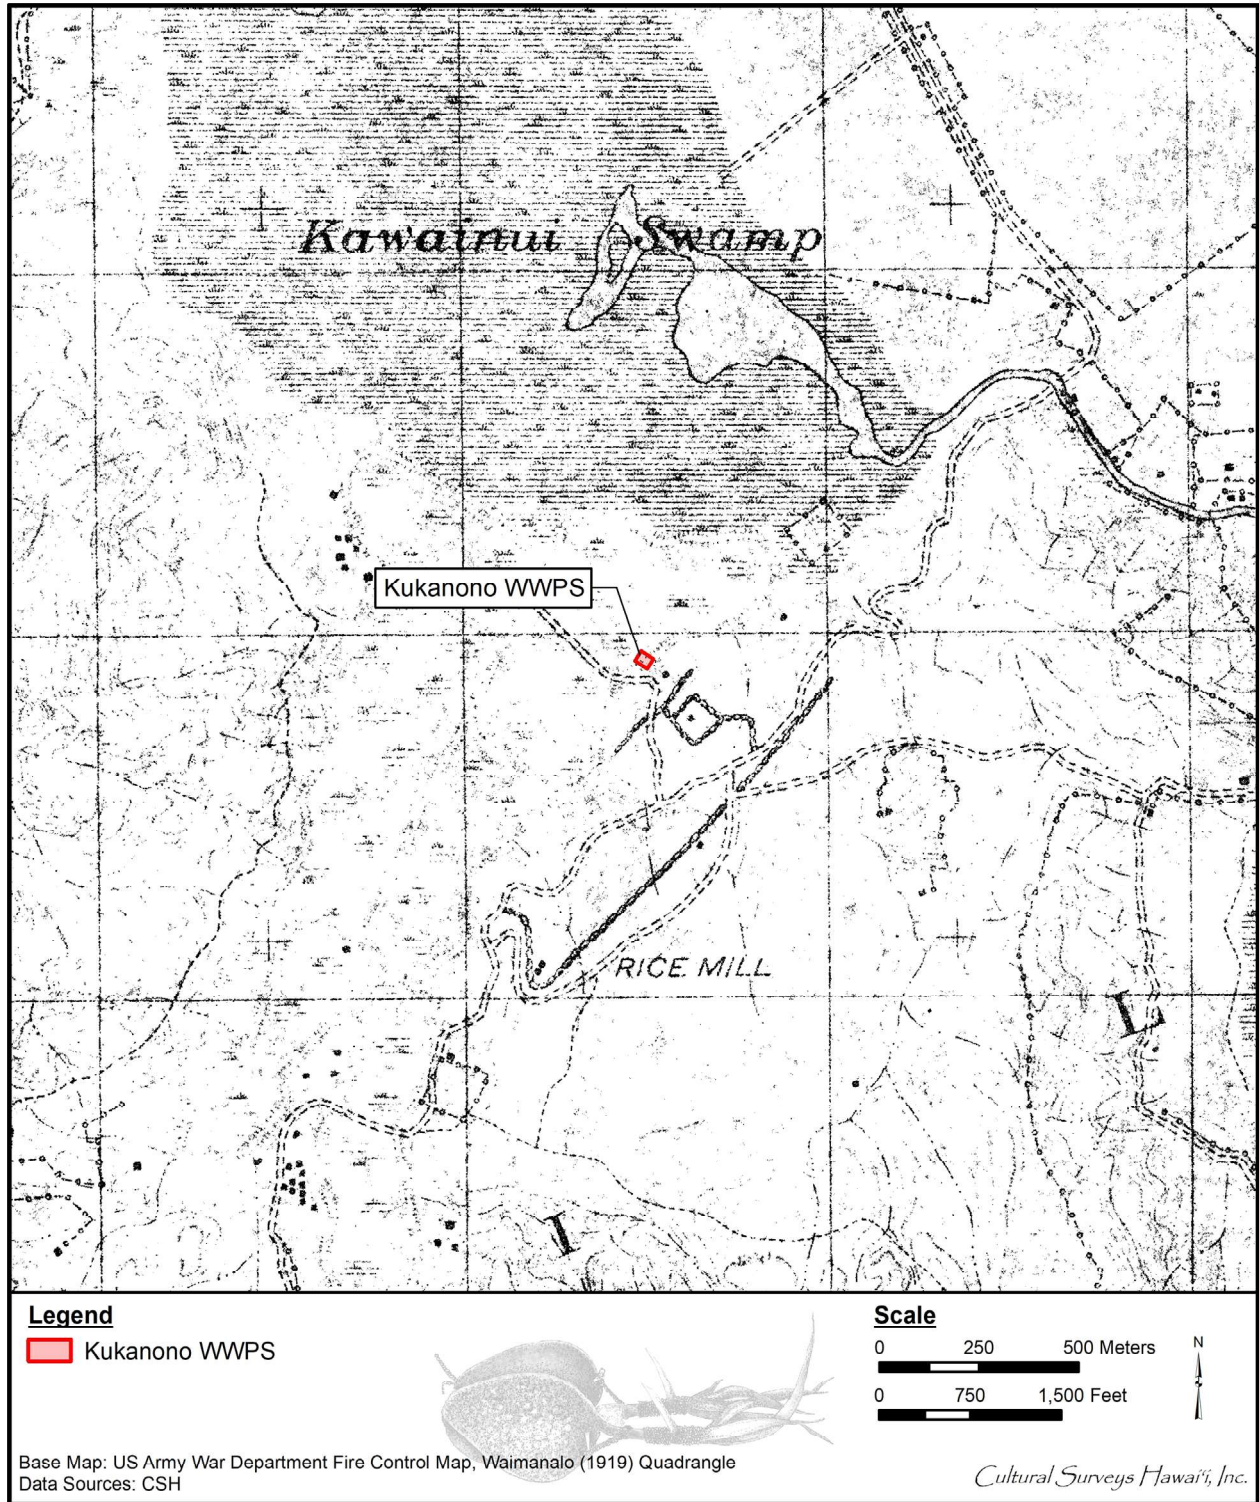 Kawainui Swamp
Kukanono WWPS
RICE MILL
L
I
Legend
Kukanono WWPS
Scale
0 250 500 Meters
0 750 1,500 Feet
N
Base Map: US Army War Department Fire Control Map, Waimanalo (1919) Quadrangle
Data Sources: CSH
Cultural Surveys Hawai‘i, Inc.